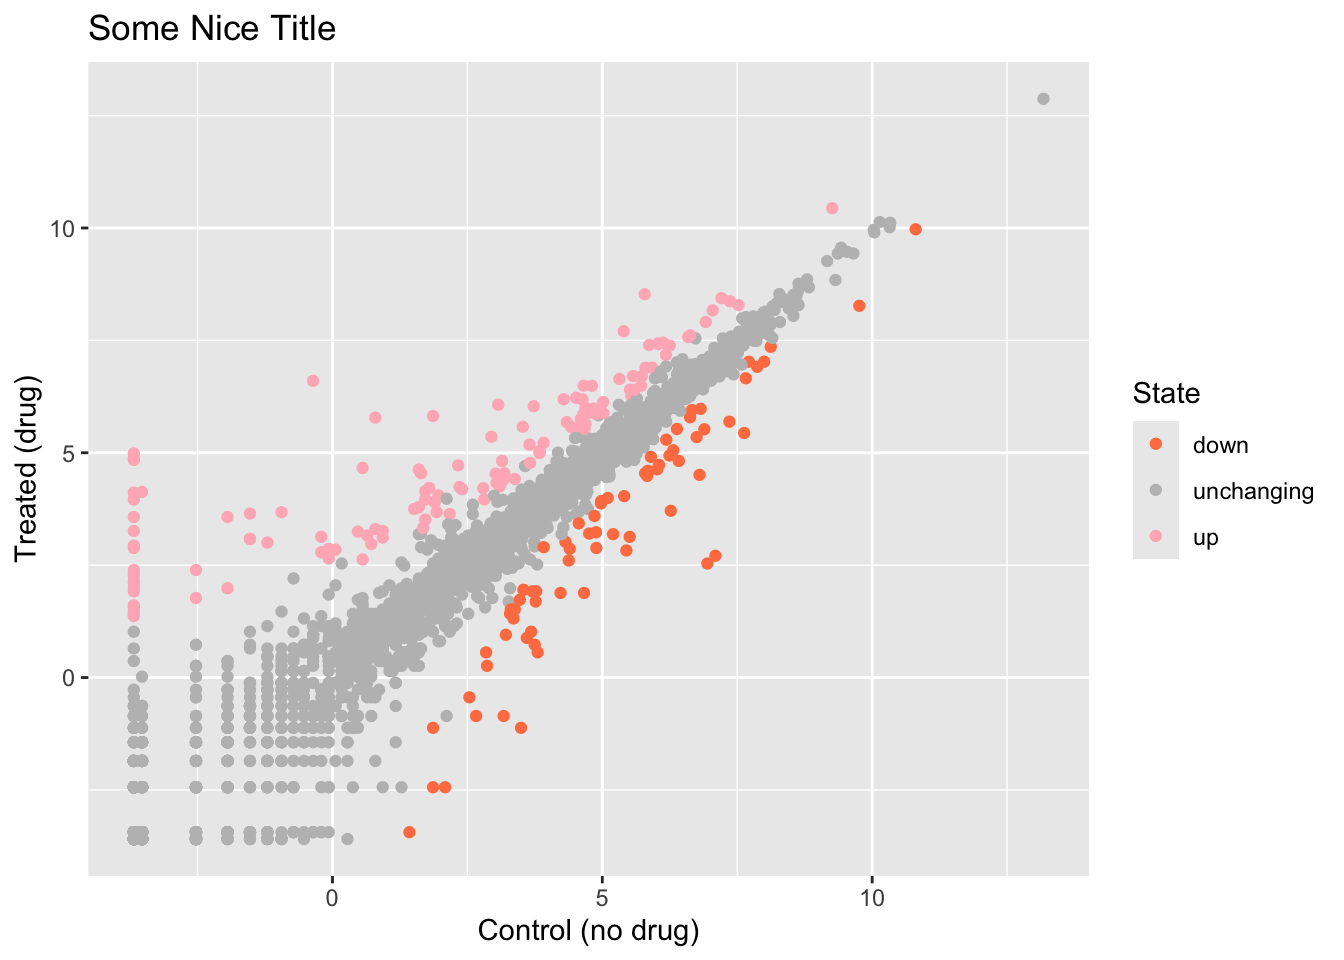 Some Nice Title
10
5
0
Treated (drug)
0 5 10
Control (no drug)
State
down
unchanging
up